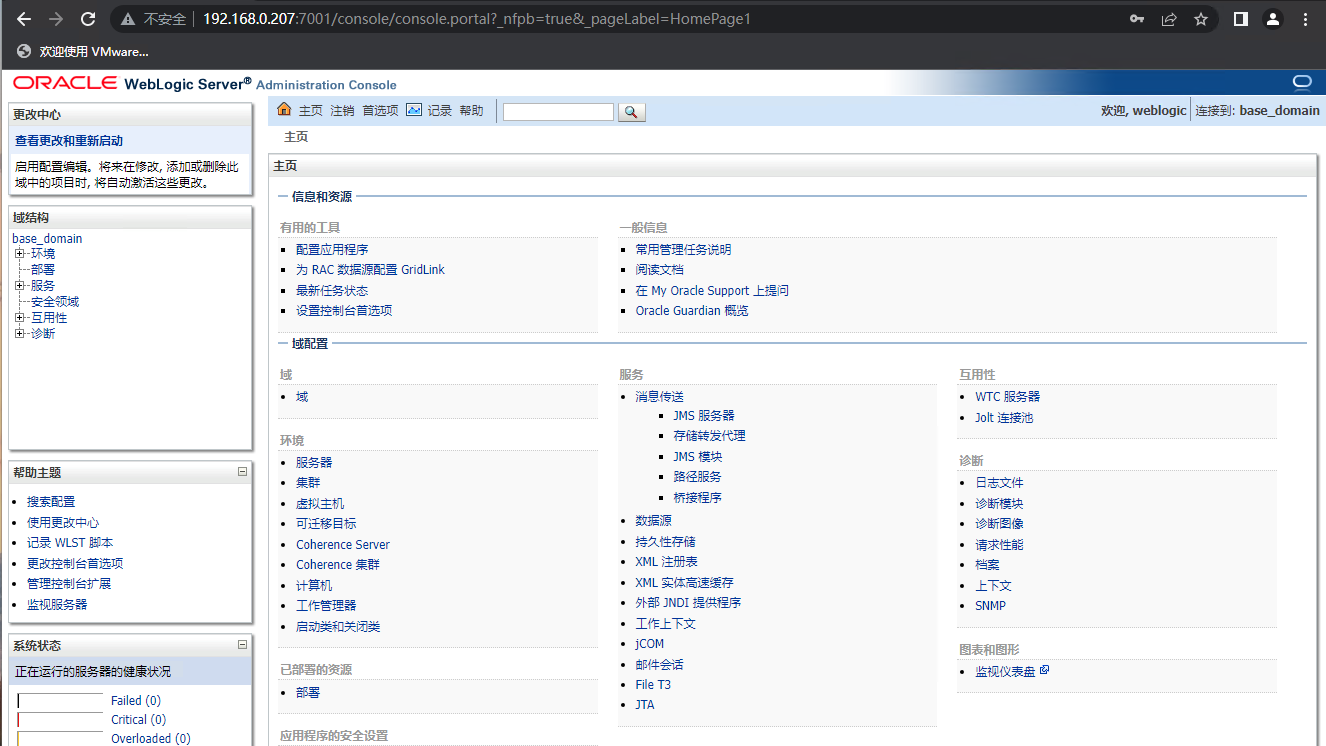 不安全 192.168.0.207:7001/console/console.portal?_nfpb=true&_pageLabel=HomePage1
欢迎使用 VMware...
ORACLE WebLogic Server® Administration Console
更改中心
查看更改和重新启动
启用配置编辑。将来在修改, 添加或删除此
域中的项目时, 将自动激活这些更改。
域结构
base_domain
环境
部署
服务
安全领域
互用性
诊断
帮助主题
搜索配置
使用更改中心
记录 WLST 脚本
更改控制台首选项
管理控制台扩展
监视服务器
系统状态
正在运行的服务器的健康状况
Failed (0)
Critical (0)
Overloaded (0)
主页 注销 首选项 记录 帮助
欢迎, weblogic 连接到: base_domain
主页
主页
信息和资源
有用的工具
配置应用程序
为 RAC 数据源配置 GridLink
最新任务状态
设置控制台首选项
一般信息
常用管理任务说明
阅读文档
在 My Oracle Support 上提问
Oracle Guardian 概览
域配置
域
域
环境
服务器
集群
虚拟主机
可迁移目标
Coherence Server
Coherence 集群
计算机
工作管理器
启动类和关闭类
已部署的资源
部署
应用程序的安全设置
服务
消息传送
JMS 服务器
存储转发代理
JMS 模块
路径服务
桥接程序
数据源
持久性存储
XML 注册表
XML 实体高速缓存
外部 JNDI 提供程序
工作上下文
jCOM
邮件会话
File T3
JTA
互用性
WTC 服务器
Jolt 连接池
诊断
日志文件
诊断模块
诊断图像
请求性能
档案
上下文
SNMP
图表和图形
监视仪表盘